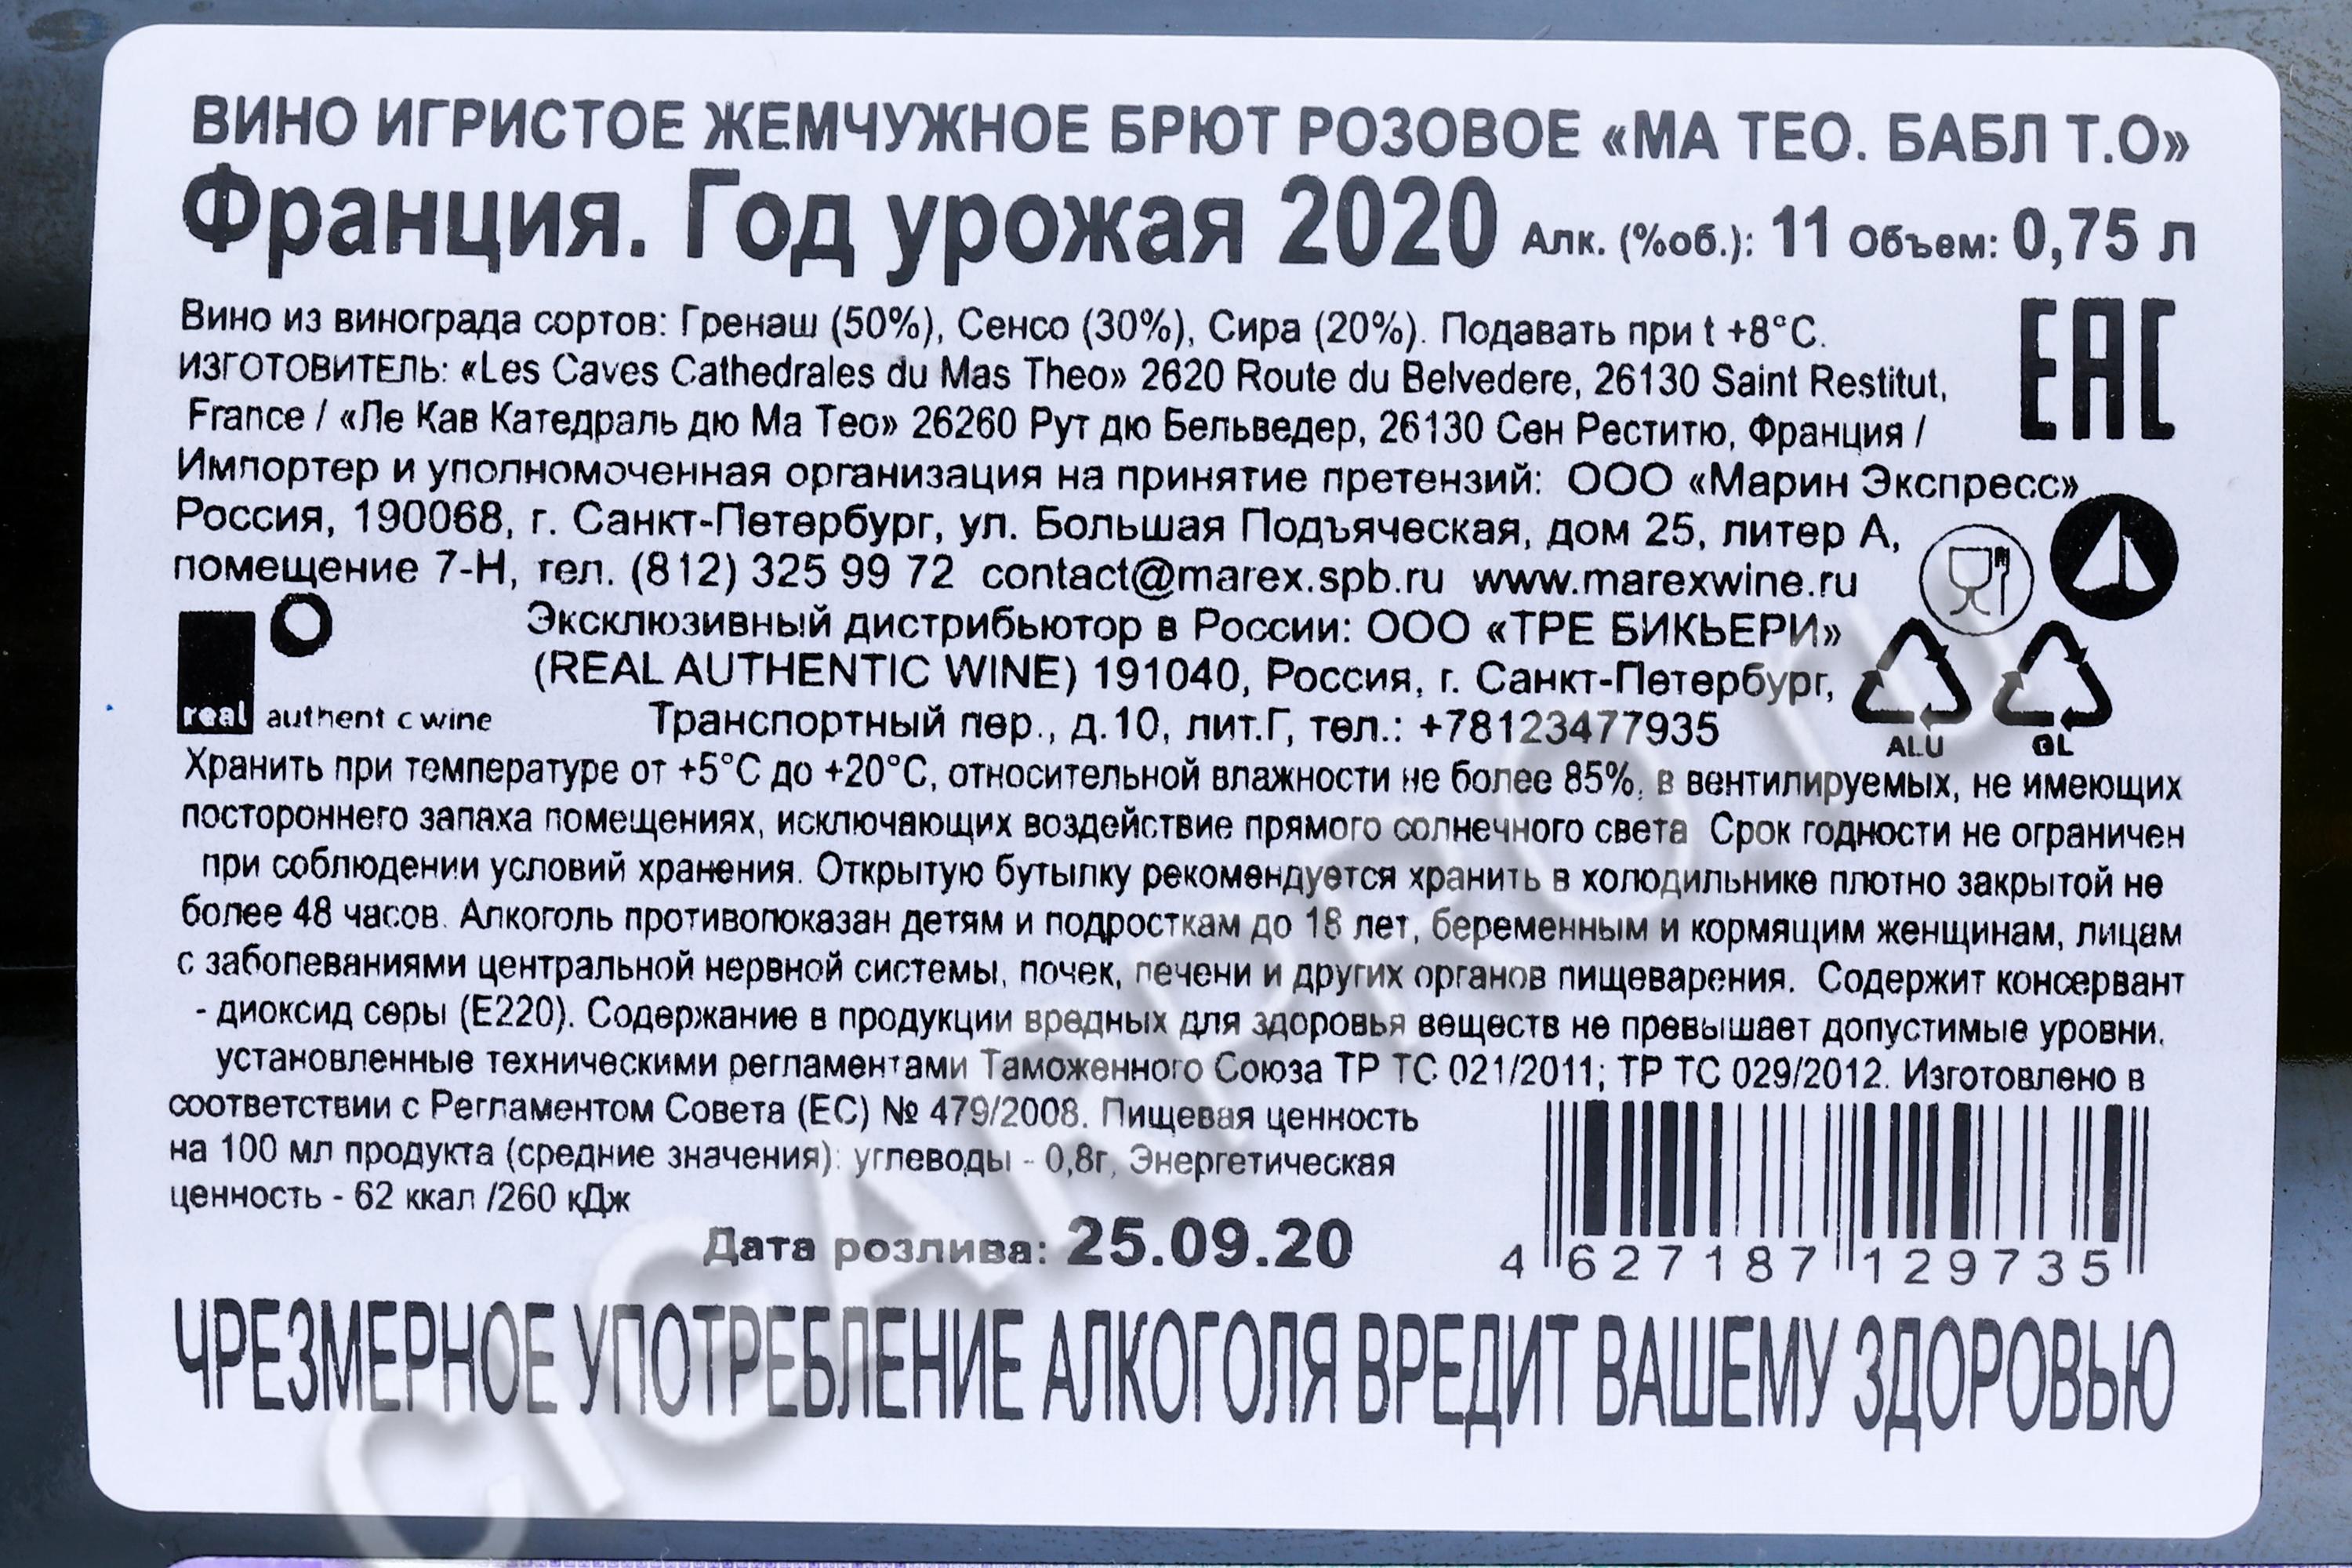 ВИНО ИГРИСТОЕ ЖЕМЧУЖНОЕ БРЮТ РОЗОВОЕ «МА ТЕО. БАБЛ Т.О»
Франция. Год урожая 2020 Алк. (%об.): 11 Объем: 0,75 л
Вино из винограда сортов: Гренаш (50%), Сенсо (30%), Сира (20%). Подавать при t +8°С.
EAC
ИЗГОТОВИТЕЛЬ: «Les Caves Cathedrales du Mas Theo» 2620 Route du Belvedere, 26130 Saint Restitut,
France / «Ле Кав Катедраль дю Ма Тео» 26260 Рут дю Бельведер, 26130 Сен Реститю, Франция /
Импортер и уполномоченная организация на принятие претензий: ООО «Марин Экспресс»
Россия, 190068, г. Санкт-Петербург, ул. Большая Подъяческая, дом 25, литер А,
помещение 7-Н, тел. (812) 325 99 72 contact@marex.spb.ru www.marexwine.ru
Эксклюзивный дистрибьютор в России: ООО «ТРЕ БИКЬЕРИ»
(REAL AUTHENTIC WINE) 191040, Россия, г. Санкт-Петербург,
real authent c wine
Транспортный пер., д.10, лит.Г, тел.: +78123477935
ALU GL
Хранить при температуре от +5°С до +20°С, относительной влажности не более 85%, в вентилируемых, не имеющих
постороннего запаха помещениях, исключающих воздействие прямого солнечного света Срок годности не ограничен
при соблюдении условий хранения. Открытую бутылку рекомендуется хранить в холодильнике плотно закрытой не
более 48 часов. Алкоголь противопоказан детям и подросткам до 18 лет, беременным и кормящим женщинам, лицам
с заболеваниями центральной нервной системы, почек, печени и других органов пищеварения. Содержит консервант
- диоксид серы (Е220). Содержание в продукции вредных для здоровья веществ не превышает допустимые уровни,
установленные техническими регламентами Таможенного Союза ТР ТС 021/2011; ТР ТС 029/2012. Изготовлено в
соответствии с Регламентом Совета (ЕС) № 479/2008. Пищевая ценность
на 100 мл продукта (средние значения): углеводы - 0,8г, Энергетическая
ценность - 62 ккал /260 кДж
Дата розлива: 25.09.20
4 627187 129735
ЧРЕЗМЕРНОЕ УПОТРЕБЛЕНИЕ АЛКОГОЛЯ ВРЕДИТ ВАШЕМУ ЗДОРОВЬЮ
CIGARPRO.RU